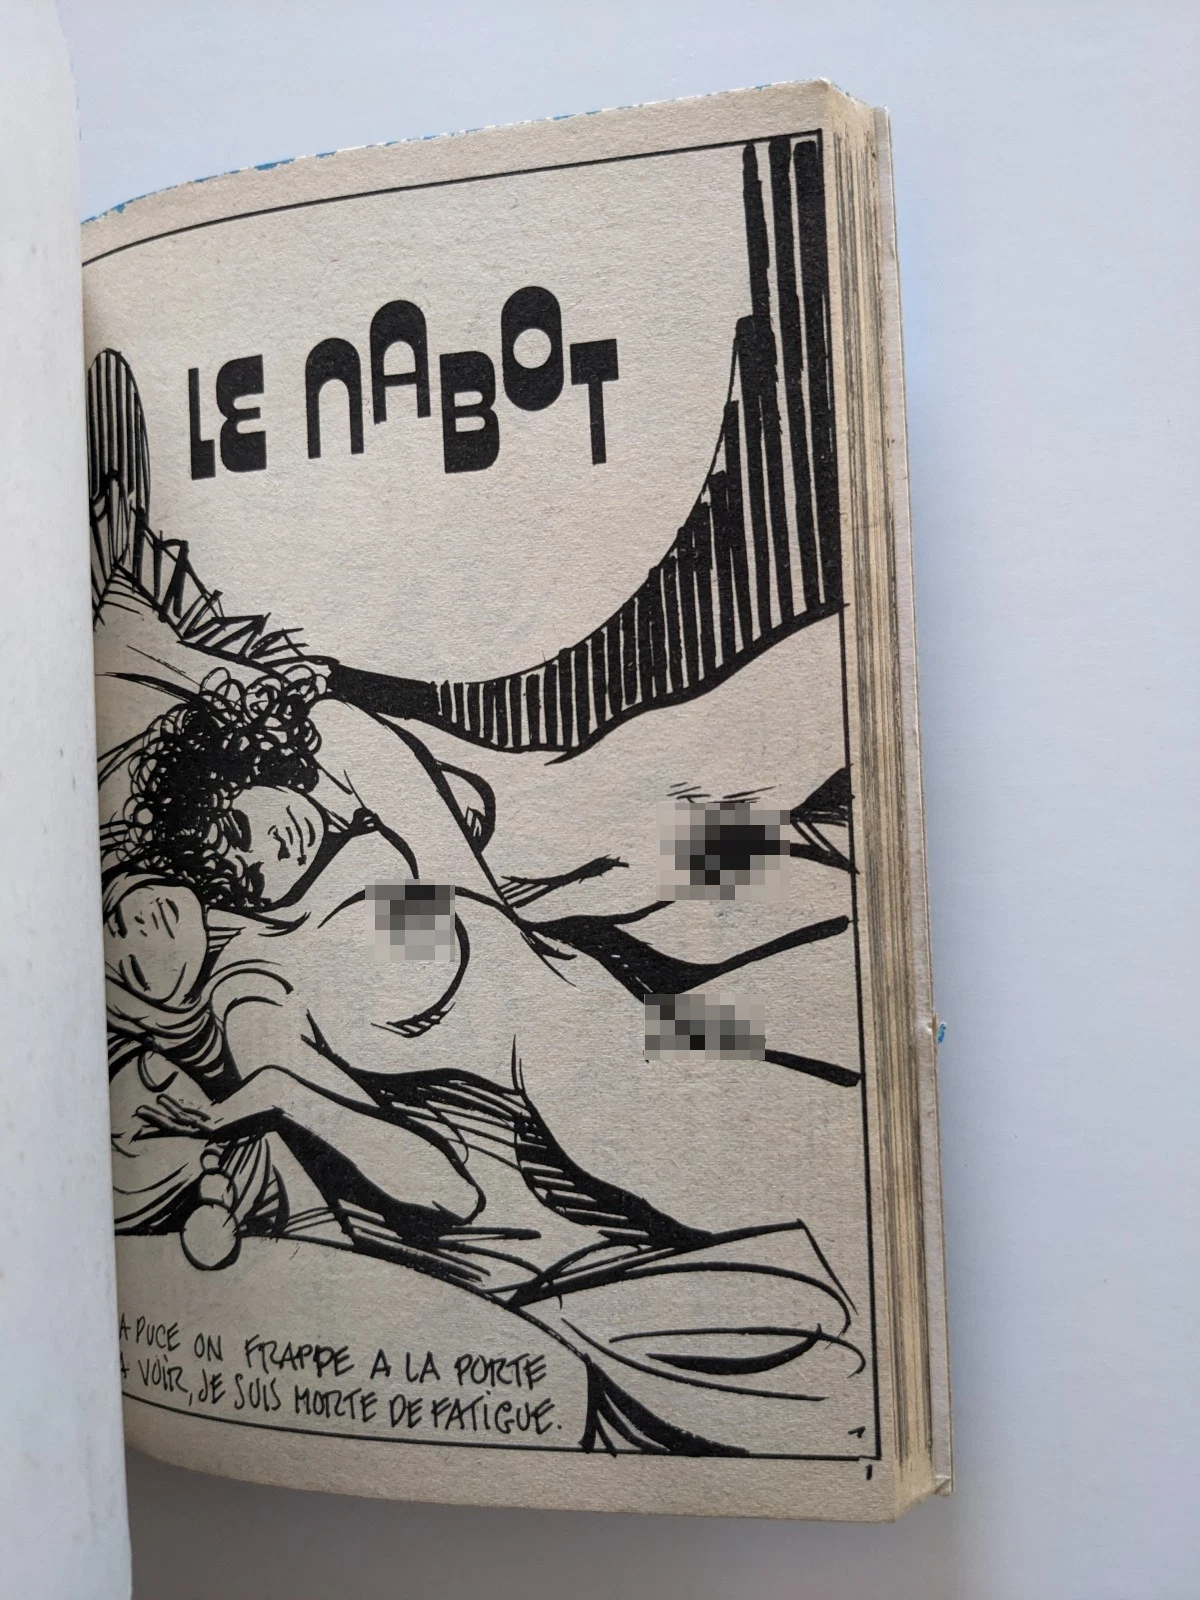 LE NABOT
A PUCE ON FRAPPE A LA PORTE
A VOIR, JE SUIS MORTE DE FATIGUE.
1